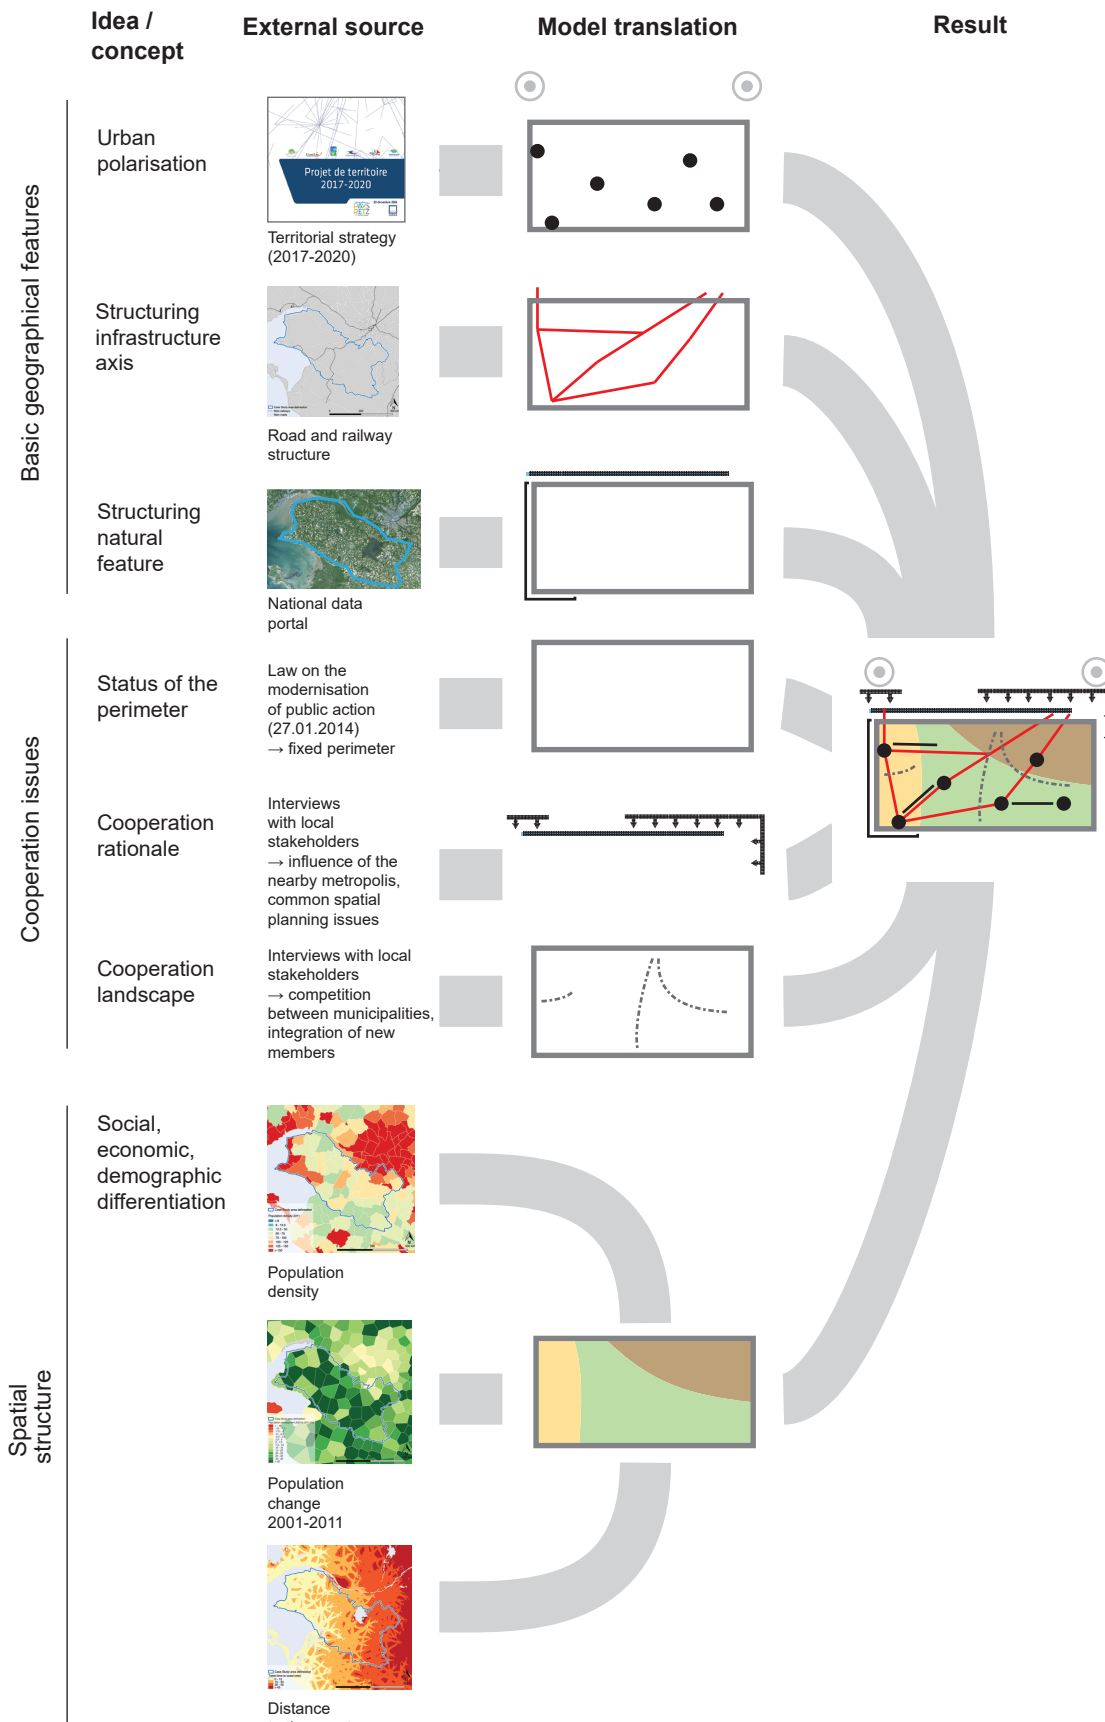 Idea / concept
External source
Model translation
Result
Basic geographical features
Urban
polarisation
Projet de territoire
2017-2020
Territorial strategy
(2017-2020)
Structuring
infrastructure
axis
Road and railway
structure
Structuring
natural
feature
National data
portal
Cooperation issues
Status of the
perimeter
Law on the
modernisation
of public action
(27.01.2014)
→ fixed perimeter
Cooperation
rationale
Interviews
with local
stakeholders
→ influence of the
nearby metropolis,
common spatial
planning issues
Cooperation
landscape
Interviews with local
stakeholders
→ competition
between municipalities,
integration of new
members
Spatial
structure
Social,
economic,
demographic
differentiation
Population
density
Population
change
2001-2011
Distance